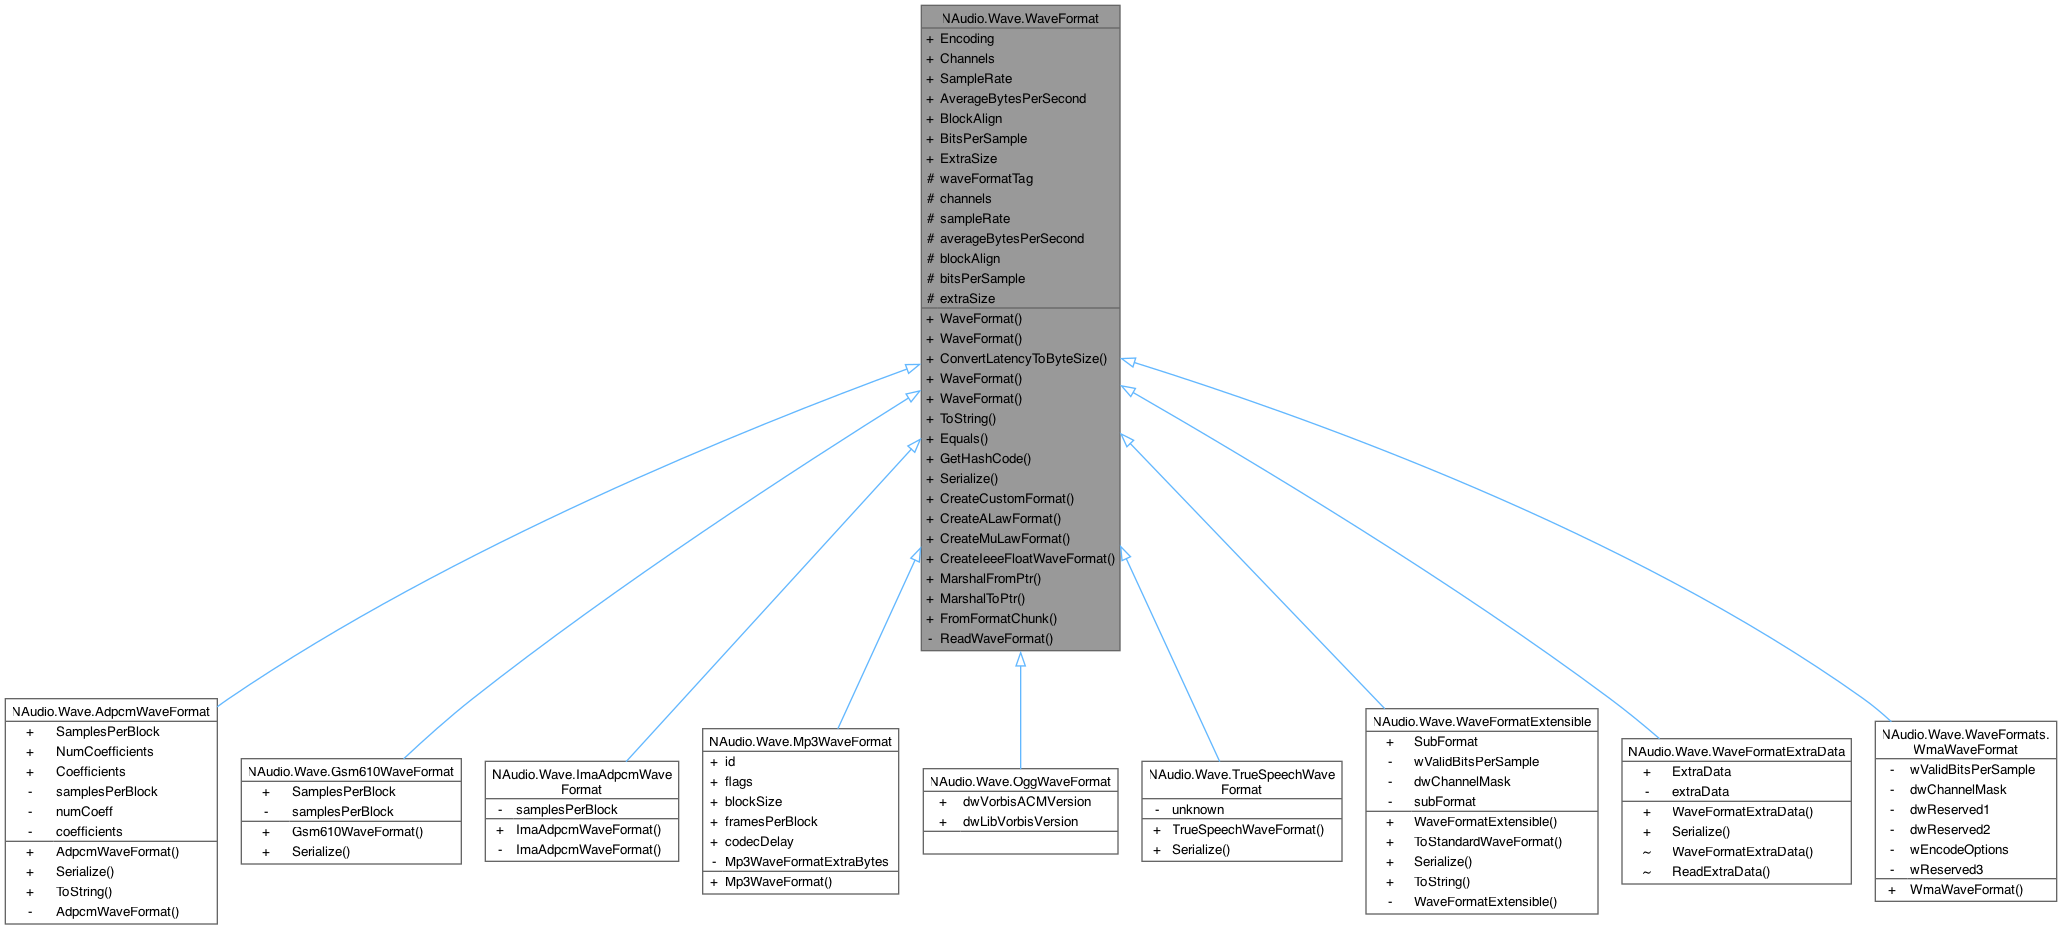 NAudio.Wave.WaveFormat
+ Encoding
+ Channels
+ SampleRate
+ AverageBytesPerSecond
+ BlockAlign
+ BitsPerSample
+ ExtraSize
# waveFormatTag
# channels
# sampleRate
# averageBytesPerSecond
# blockAlign
# bitsPerSample
# extraSize
+ WaveFormat()
+ WaveFormat()
+ ConvertLatencyToByteSize()
+ WaveFormat()
+ WaveFormat()
+ ToString()
+ Equals()
+ GetHashCode()
+ Serialize()
+ CreateCustomFormat()
+ CreateALawFormat()
+ CreateMuLawFormat()
+ CreateIeeeFloatWaveFormat()
+ MarshalFromPtr()
+ MarshalToPtr()
+ FromFormatChunk()
- ReadWaveFormat()
NAudio.Wave.AdpcmWaveFormat
+ SamplesPerBlock
+ NumCoefficients
+ Coefficients
- samplesPerBlock
- numCoeff
- coefficients
+ AdpcmWaveFormat()
+ Serialize()
+ ToString()
- AdpcmWaveFormat()
NAudio.Wave.Gsm610WaveFormat
+ SamplesPerBlock
- samplesPerBlock
+ Gsm610WaveFormat()
+ Serialize()
NAudio.Wave.ImaAdpcmWave
Format
- samplesPerBlock
+ ImaAdpcmWaveFormat()
- ImaAdpcmWaveFormat()
NAudio.Wave.Mp3WaveFormat
+ id
+ flags
+ blockSize
+ framesPerBlock
+ codecDelay
- Mp3WaveFormatExtraBytes
+ Mp3WaveFormat()
NAudio.Wave.OggWaveFormat
+ dwVorbisACMVersion
+ dwLibVorbisVersion
NAudio.Wave.TrueSpeechWave
Format
- unknown
+ TrueSpeechWaveFormat()
+ Serialize()
NAudio.Wave.WaveFormatExtensible
+ SubFormat
- wValidBitsPerSample
- dwChannelMask
- subFormat
+ WaveFormatExtensible()
+ ToStandardWaveFormat()
+ Serialize()
+ ToString()
- WaveFormatExtensible()
NAudio.Wave.WaveFormatExtraData
+ ExtraData
- extraData
+ WaveFormatExtraData()
+ Serialize()
~ WaveFormatExtraData()
~ ReadExtraData()
NAudio.Wave.WaveFormats.
WmaWaveFormat
- wValidBitsPerSample
- dwChannelMask
- dwReserved1
- dwReserved2
- wEncodeOptions
- wReserved3
+ WmaWaveFormat()